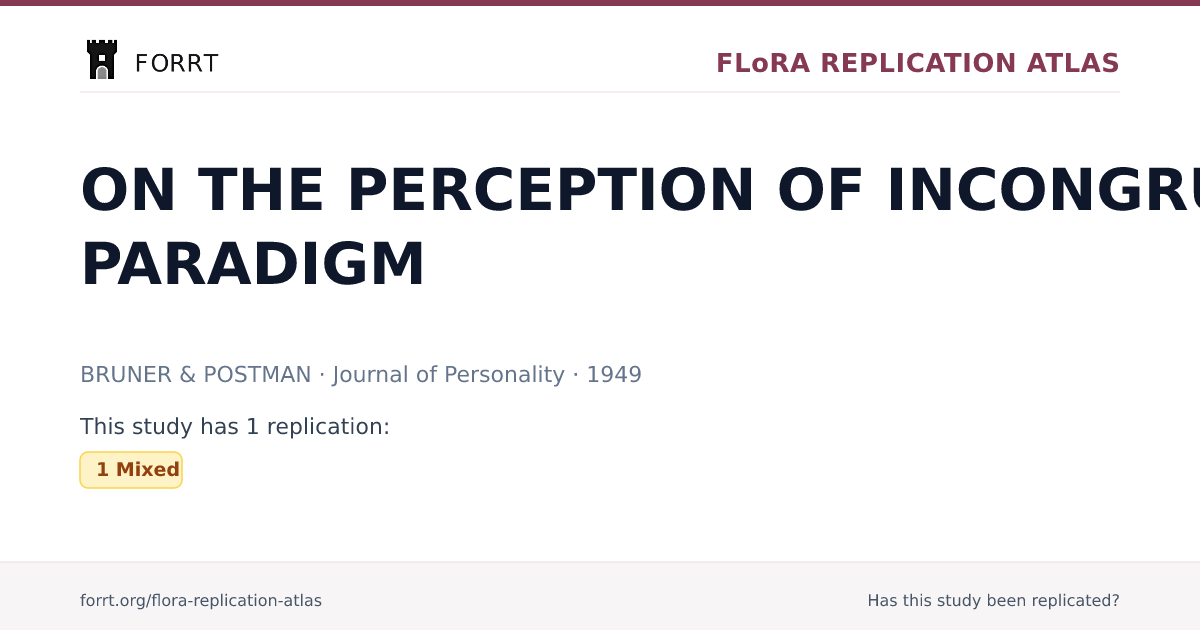 FORRT
FLoRA REPLICATION ATLAS
ON THE PERCEPTION OF
PARADIGM
BRUNER & POSTMAN · Journal of Personality · 1949
This study has 1 replication:
1 Mixed
forrt.org/flora-replication-atlas
Has this study been replicated?